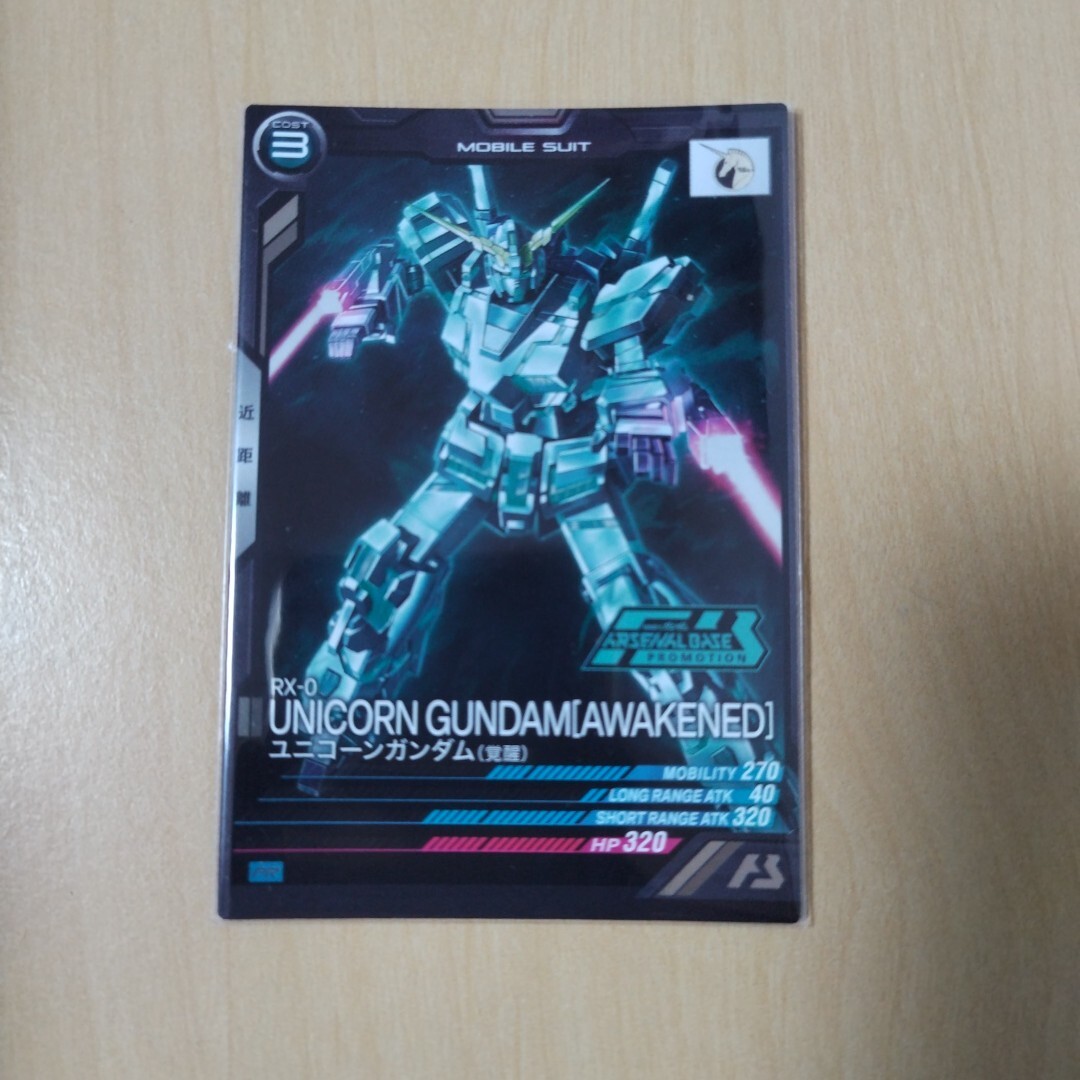 COST
3
MOBILE SUIT
近距離
ARSENAL BASE
PROMOTION
RX-0
UNICORN GUNDAM[AWAKENED]
ユニコーンガンダム(覚醒)
MOBILITY 270
LONG RANGE ATK 40
SHORT RANGE ATK 320
HP 320